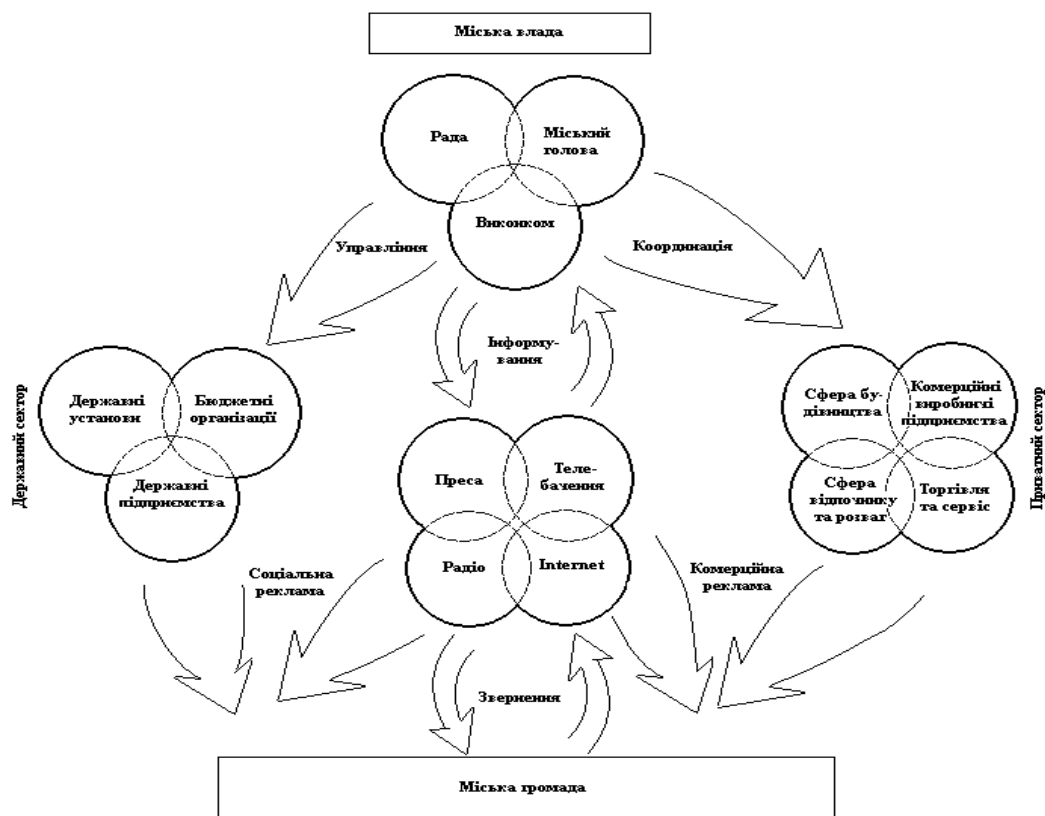 Міська влада
Рада
Міський
голова
Виконком
Управління
Координація
Інформу-
вання
Державний сектор
Державні
установи
Бюджетні
організації
Державні
підприємства
Преса
Теле-
бачення
Радіо
Internet
Сфера бу-
дівництва
Комерційні
виробничі
підприємства
Сфера
відпочинку
та розваг
Торгівля
та сервіс
Приватний сектор
Соціальна
реклама
Комерційна
реклама
Звернення
Міська громада